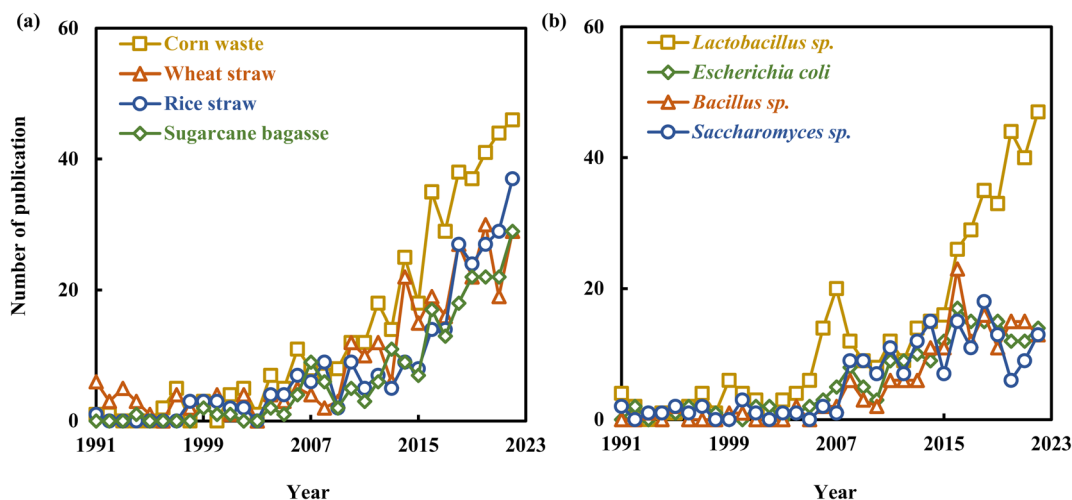 (a)
60
40
20
0
Number of publication
Corn waste
Wheat straw
Rice straw
Sugarcane bagasse
1991 1999 2007 2015 2023
Year
(b)
60
40
20
0
Lactobacillus sp.
Escherichia coli
Bacillus sp.
Saccharomyces sp.
1991 1999 2007 2015 2023
Year